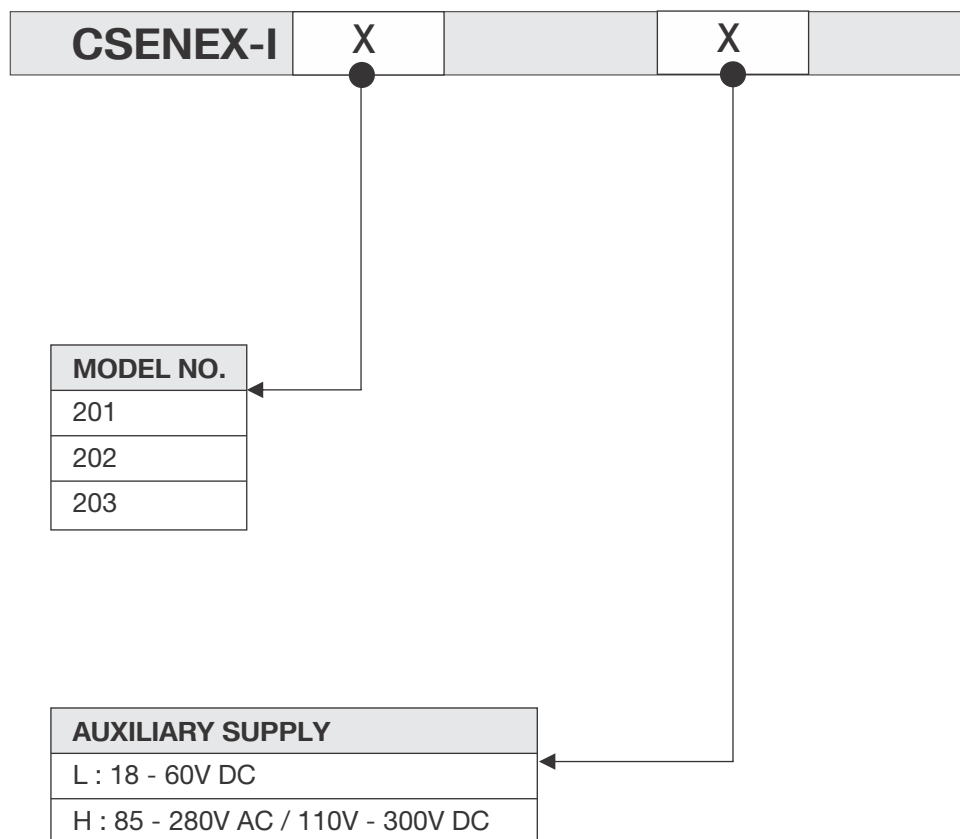 CSENEX-I X X
MODEL NO.
201
202
203
AUXILIARY SUPPLY
L : 18 - 60V DC
H : 85 - 280V AC / 110V - 300V DC